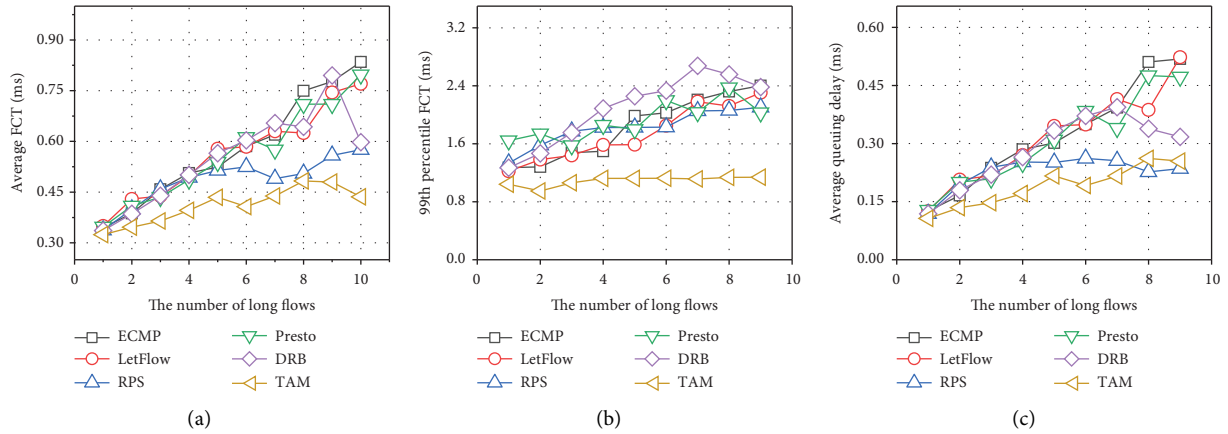 Average FCT (ms)
0.90
0.75
0.60
0.45
0.30
0 2 4 6 8 10
The number of long flows
ECMP Presto
LetFlow DRB
RPS TAM
(a)
99th percentile FCT (ms)
3.2
2.4
1.6
0.8
0.0
0 2 4 6 8 10
The number of long flows
ECMP Presto
LetFlow DRB
RPS TAM
(b)
Average queuing delay (ms)
0.60
0.45
0.30
0.15
0.00
0 2 4 6 8 10
The number of long flows
ECMP Presto
LetFlow DRB
RPS TAM
(c)